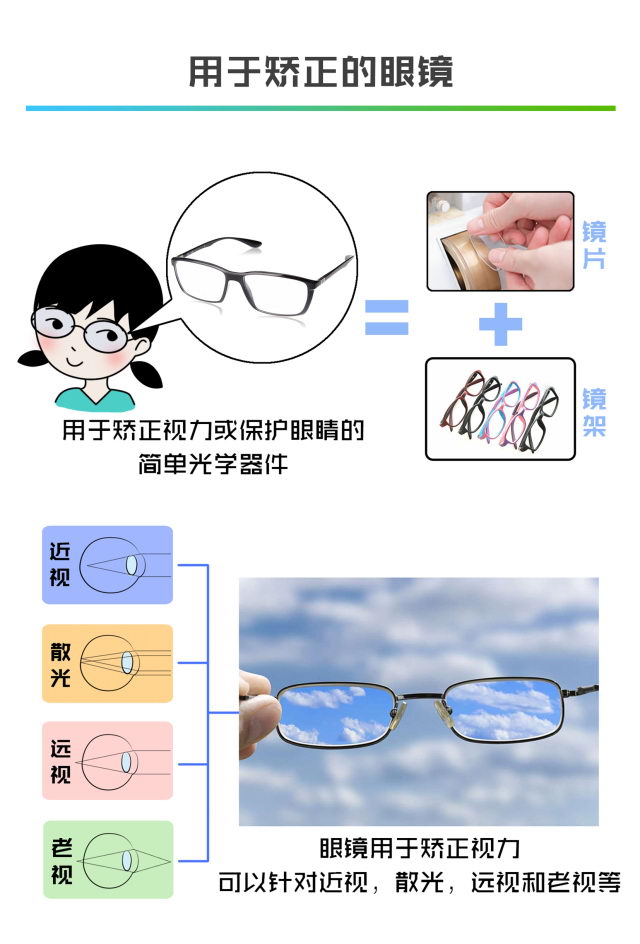 用于矫正的眼镜
镜片
镜架
用于矫正视力或保护眼睛的
简单光学器件
近视
散光
远视
老视
眼镜用于矫正视力
可以针对近视，散光，远视和老视等